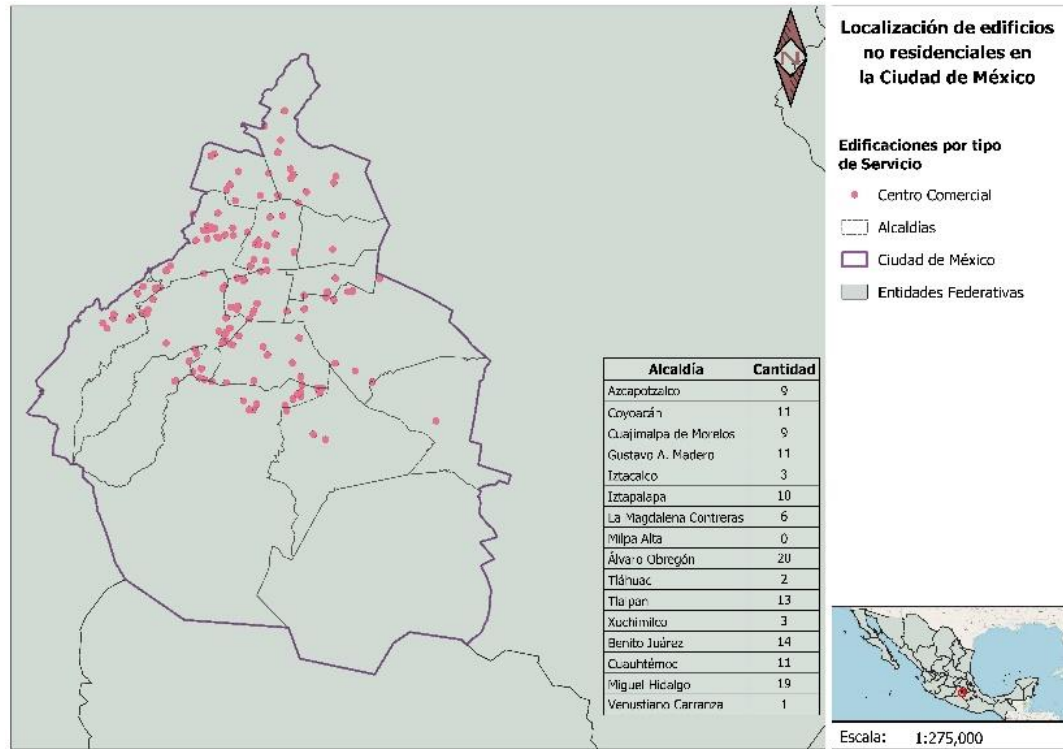 N
Localización de edificios
no residenciales en
la Ciudad de México
Edificaciones por tipo
de Servicio
Centro Comercial
Alcaldías
Ciudad de México
Entidades Federativas
Alcaldía Cantidad
Azcapotzalco 9
Coyoacán 11
Cuajimalpa de Morelos 9
Gustavo A. Madero 11
Iztacalco 3
Iztapalapa 10
La Magdalena Contreras 6
Milpa Alta 0
Álvaro Obregón 20
Tláhuac 2
Tlalpan 13
Xochimilco 3
Benito Juárez 14
Cuauhtémoc 11
Miguel Hidalgo 19
Venustiano Carranza 1
Escala: 1:275,000